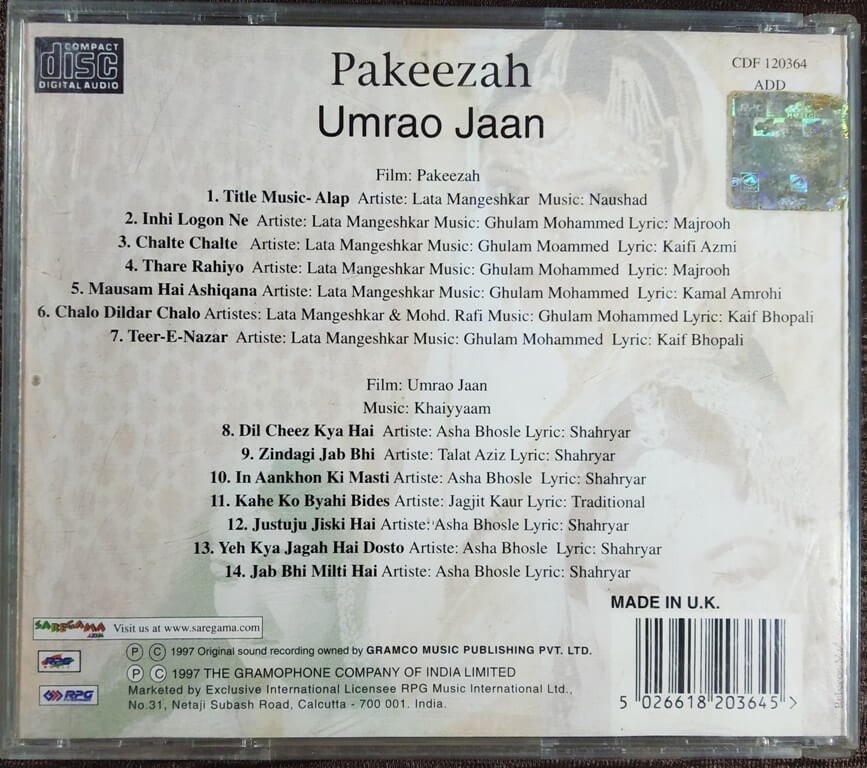 COMPACT
disc
DIGITAL AUDIO
Pakeezah
Umrao Jaan
CDF 120364
ADD
Film: Pakeezah
1. Title Music- Alap Artiste: Lata Mangeshkar Music: Naushad
2. Inhi Logon Ne Artiste: Lata Mangeshkar Music: Ghulam Mohammed Lyric: Majrooh
3. Chalte Chalte Artiste: Lata Mangeshkar Music: Ghulam Moammed Lyric: Kaifi Azmi
4. Thare Rahiyo Artiste: Lata Mangeshkar Music: Ghulam Mohammed Lyric: Majrooh
5. Mausam Hai Ashiqana Artiste: Lata Mangeshkar Music: Ghulam Mohammed Lyric: Kamal Amrohi
6. Chalo Dildar Chalo Artistes: Lata Mangeshkar & Mohd. Rafi Music: Ghulam Mohammed Lyric: Kaif Bhopali
7. Teer-E-Nazar Artiste: Lata Mangeshkar Music: Ghulam Mohammed Lyric: Kaif Bhopali
Film: Umrao Jaan
Music: Khaiyyaam
8. Dil Cheez Kya Hai Artiste: Asha Bhosle Lyric: Shahryar
9. Zindagi Jab Bhi Artiste: Talat Aziz Lyric: Shahryar
10. In Aankhon Ki Masti Artiste: Asha Bhosle Lyric: Shahryar
11. Kahe Ko Byahi Bides Artiste: Jagjit Kaur Lyric: Traditional
12. Justuju Jiski Hai Artiste: Asha Bhosle Lyric: Shahryar
13. Yeh Kya Jagah Hai Dosto Artiste: Asha Bhosle Lyric: Shahryar
14. Jab Bhi Milti Hai Artiste: Asha Bhosle Lyric: Shahryar
MADE IN U.K.
SAREGAMA.COM Visit us at www.saregama.com
Ⓟ Ⓒ 1997 Original sound recording owned by GRAMCO MUSIC PUBLISHING PVT. LTD.
Ⓟ Ⓒ 1997 THE GRAMOPHONE COMPANY OF INDIA LIMITED
RPG Marketed by Exclusive International Licensee RPG Music International Ltd.,
No.31, Netaji Subash Road, Calcutta - 700 001. India.
5 026618 203645 >